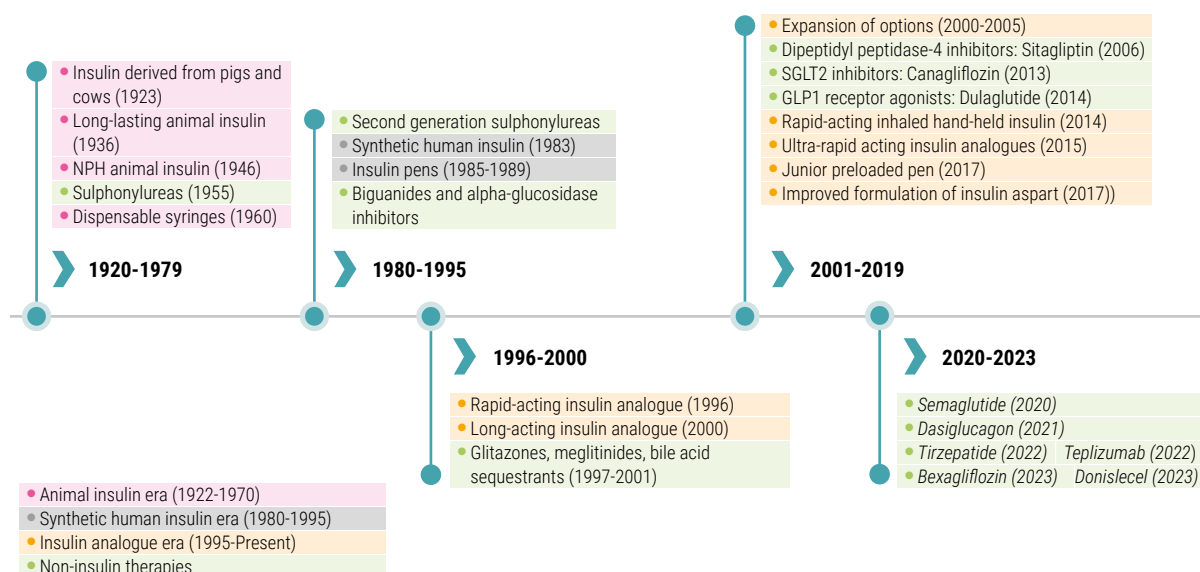 Insulin derived from pigs and
cows (1923)
Long-lasting animal insulin
(1936)
NPH animal insulin (1946)
Sulphonylureas (1955)
Dispensable syringes (1960)
1920-1979
Second generation sulphonylureas
Synthetic human insulin (1983)
Insulin pens (1985-1989)
Biguanides and alpha-glucosidase
inhibitors
1980-1995
1996-2000
Rapid-acting insulin analogue (1996)
Long-acting insulin analogue (2000)
Glitazones, meglitinides, bile acid
sequestrants (1997-2001)
Expansion of options (2000-2005)
Dipeptidyl peptidase-4 inhibitors: Sitagliptin (2006)
SGLT2 inhibitors: Canagliflozin (2013)
GLP1 receptor agonists: Dulaglutide (2014)
Rapid-acting inhaled hand-held insulin (2014)
Ultra-rapid acting insulin analogues (2015)
Junior preloaded pen (2017)
Improved formulation of insulin aspart (2017))
2001-2019
2020-2023
Semaglutide (2020)
Dasiglucagon (2021)
Tirzepatide (2022) Teplizumab (2022)
Bexagliflozin (2023) Donislecel (2023)
Animal insulin era (1922-1970)
Synthetic human insulin era (1980-1995)
Insulin analogue era (1995-Present)
Non-insulin therapies